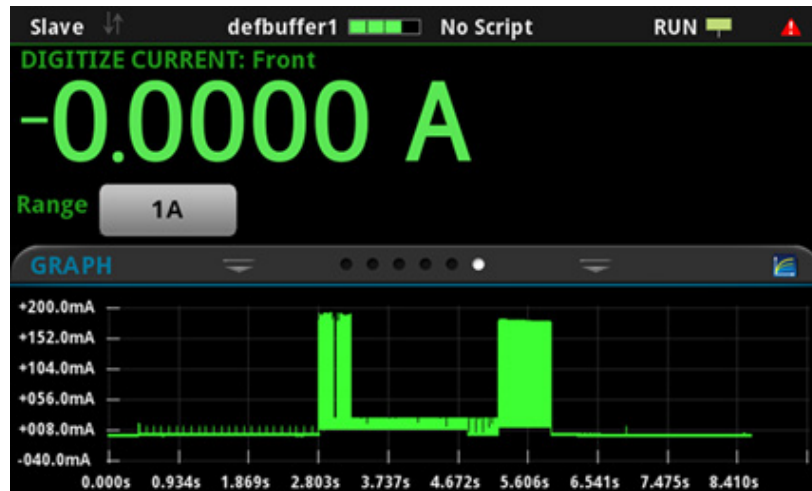 Slave defbuffer1 No Script RUN
DIGITIZE CURRENT: Front
-0.0000 A
Range 1A
GRAPH
+200.0mA
+152.0mA
+104.0mA
+056.0mA
+008.0mA
-040.0mA
0.000s 0.934s 1.869s 2.803s 3.737s 4.672s 5.606s 6.541s 7.475s 8.410s